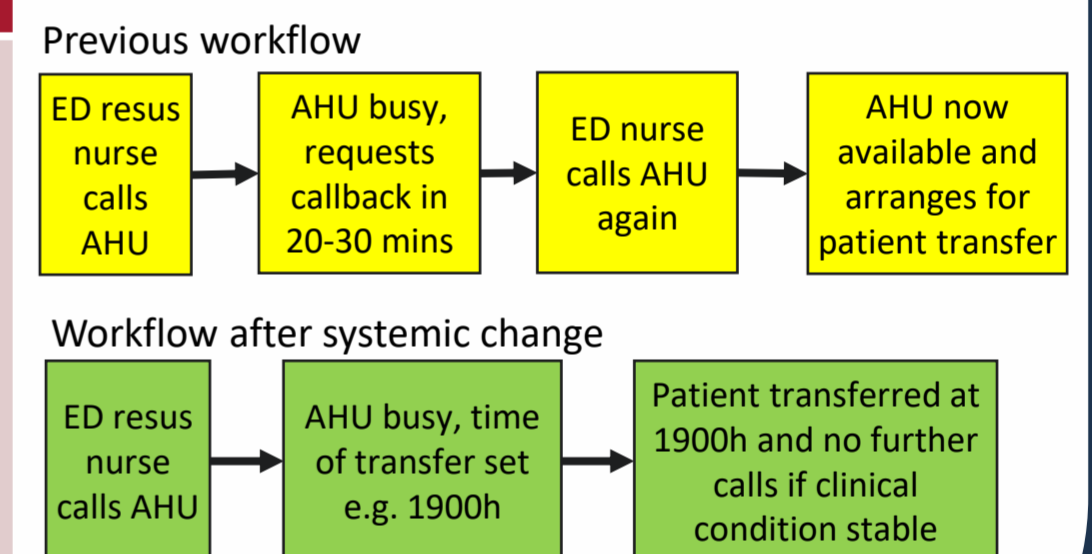 Previous workflow
ED resus
nurse
calls
AHU
AHU busy,
requests
callback in
20-30 mins
ED nurse
calls AHU
again
AHU now
available and
arranges for
patient transfer
Workflow after systemic change
ED resus
nurse
calls AHU
AHU busy, time
of transfer set
e.g. 1900h
Patient transferred at
1900h and no further
calls if clinical
condition stable